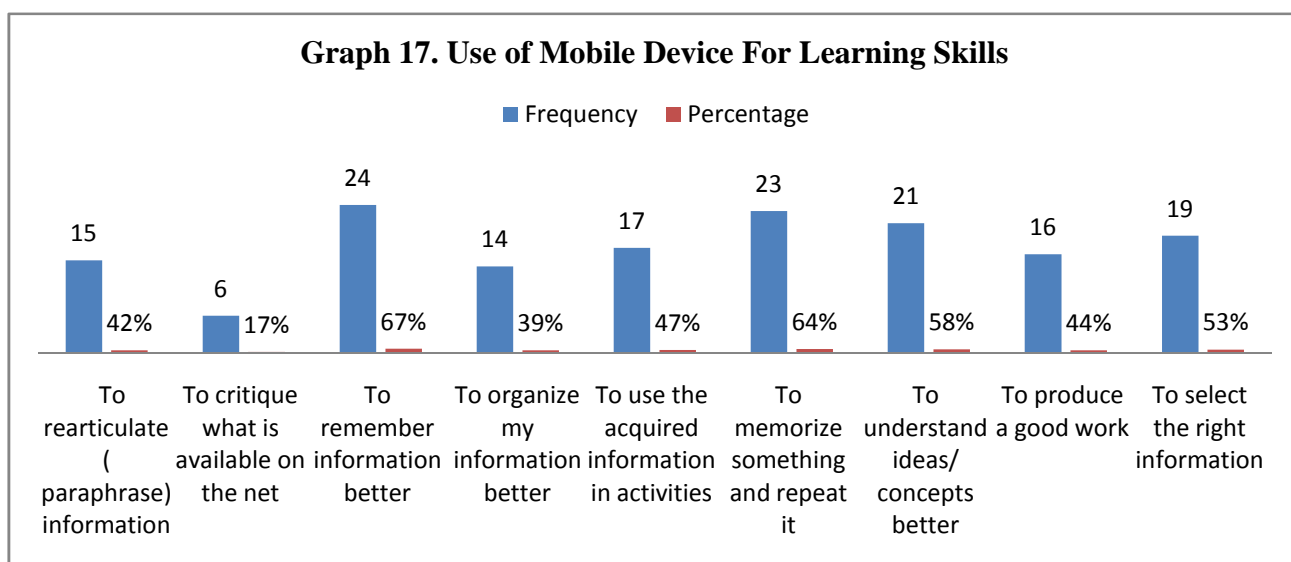 Graph 17. Use of Mobile Device For Learning Skills
Frequency Percentage
15
42%
6
17%
24
67%
14
39%
17
47%
23
64%
21
58%
16
44%
19
53%
To
rearticulate
(
paraphrase)
information
To critique
what is
available on
the net
To
remember
information
better
To organize
my
information
better
To use the
acquired
information
in activities
To
memorize
something
and repeat
it
To
understand
ideas/
concepts
better
To produce
a good work
To select
the right
information